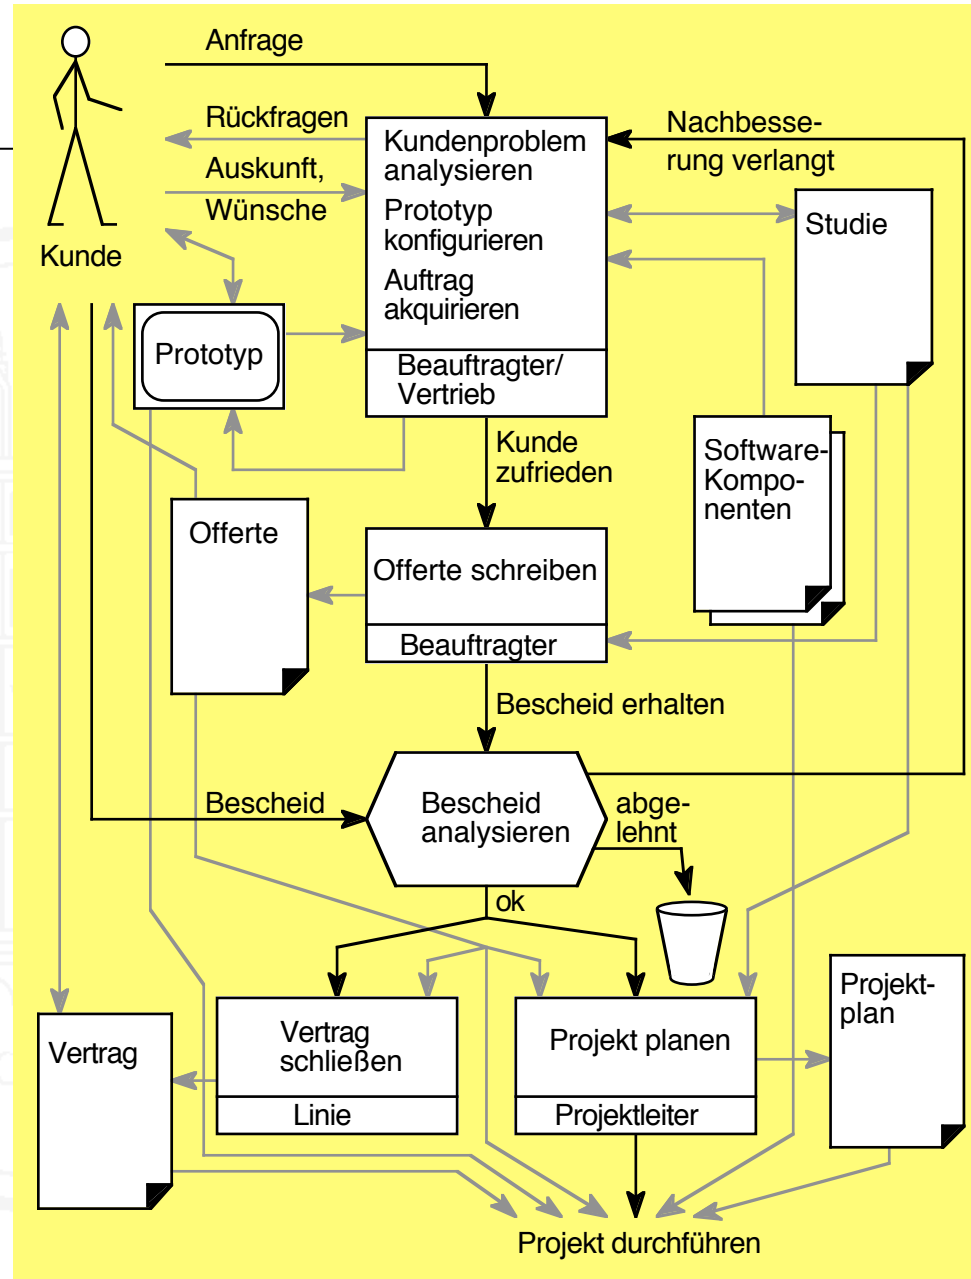 Anfrage
Rückfragen
Auskunft,
Wünsche
Kunde
Kundenproblem
analysieren
Prototyp
konfigurieren
Auftrag
akquirieren
Beauftragter/
Vertrieb
Nachbesse-
rung verlangt
Studie
Prototyp
Kunde
zufrieden
Software-
Kompo-
nenten
Offerte
Offerte schreiben
Beauftragter
Bescheid erhalten
Bescheid
Bescheid
analysieren
abge-
lehnt
ok
Vertrag
Vertrag
schließen
Linie
Projekt planen
Projektleiter
Projekt-
plan
Projekt durchführen